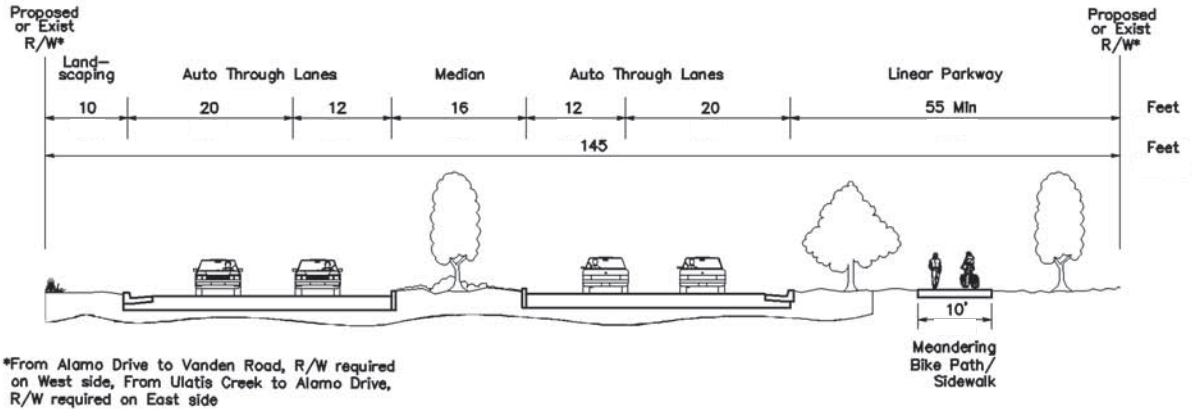 Proposed
or Exist
R/W*
Proposed
or Exist
R/W*
Land-
scaping
Auto Through Lanes
Median
Auto Through Lanes
Linear Parkway
10
20
12
16
12
20
55 Min
Feet
145
Feet
10'
Meandering
Bike Path/
Sidewalk
*From Alamo Drive to Vanden Road, R/W required
on West side, From Ulatis Creek to Alamo Drive,
R/W required on East side